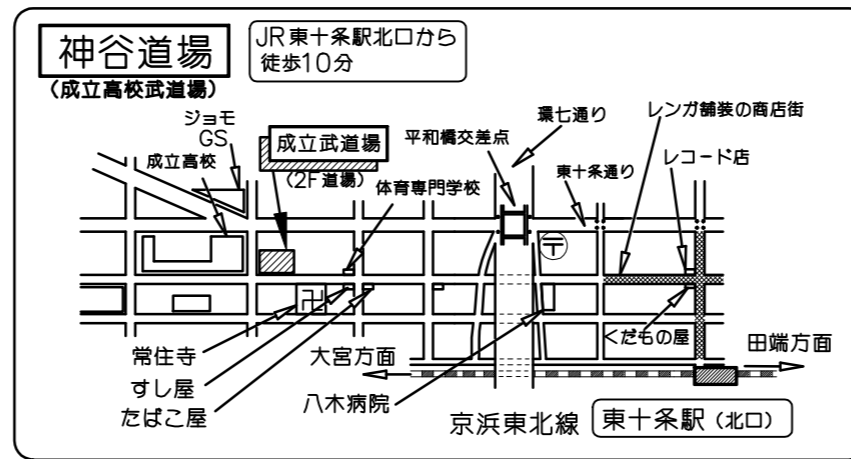 神谷道場
(成立高校武道場)
JR東十条駅北口から
徒歩10分
ジョモ
GS
成立高校
成立武道場
(2F道場)
体育専門学校
平和橋交差点
環七通り
東十条通り
レンガ舗装の商店街
レコード店
〒
卍
常住寺
すし屋
たばこ屋
大宮方面
八木病院
くだもの屋
田端方面
京浜東北線
東十条駅(北口)